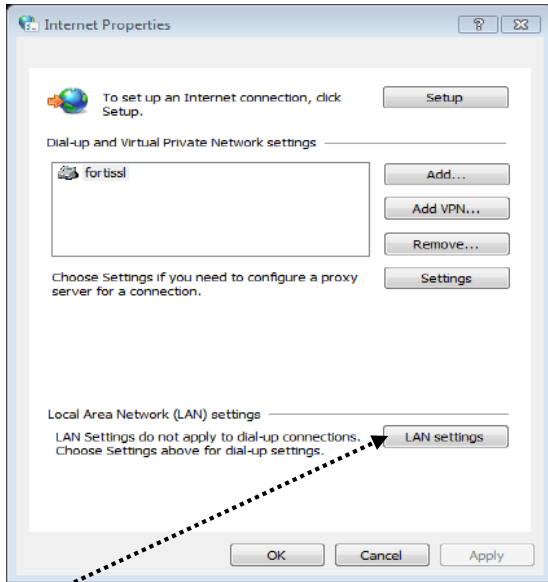 Internet Properties
To set up an Internet connection, click
Setup.
Setup
Dial-up and Virtual Private Network settings
fortissl
Add...
Add VPN...
Remove...
Choose Settings if you need to configure a proxy
server for a connection.
Settings
Local Area Network (LAN) settings
LAN Settings do not apply to dial-up connections.
Choose Settings above for dial-up settings.
LAN settings
OK
Cancel
Apply